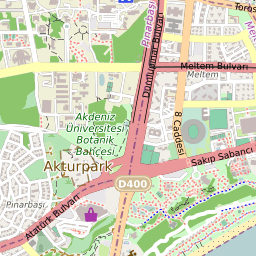 Toros
Pınarbaşı
Dumlupınar Bulvarı
Meltem Bulvarı
Meltem
Akdeniz
Üniversitesi
Botanik
Bahçesi
8 Caddesi
Akturpark
Sakıp Sabancı
D400
Pınarbaşı
Atatürk Bulvarı